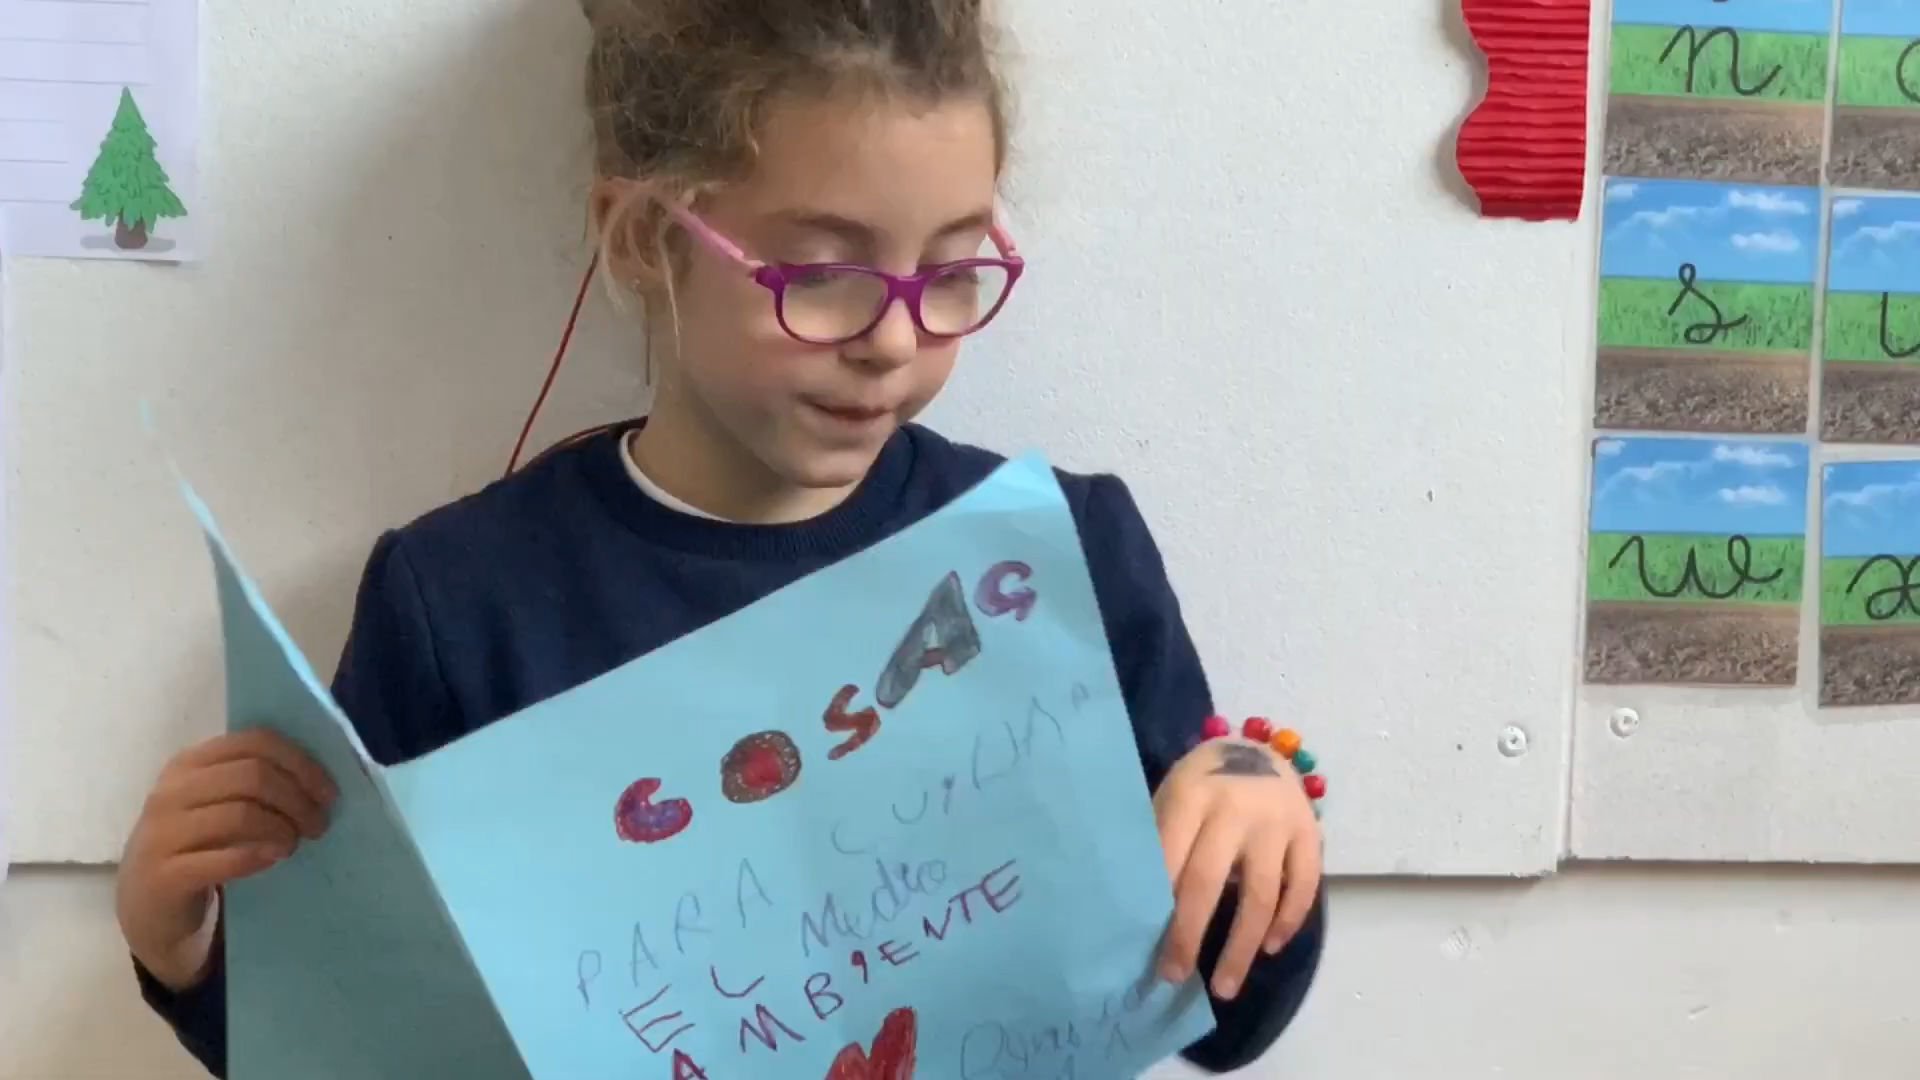 COSAS
PARA CUIDAR
EL Medio
AMBIENTE
n
s
w
x